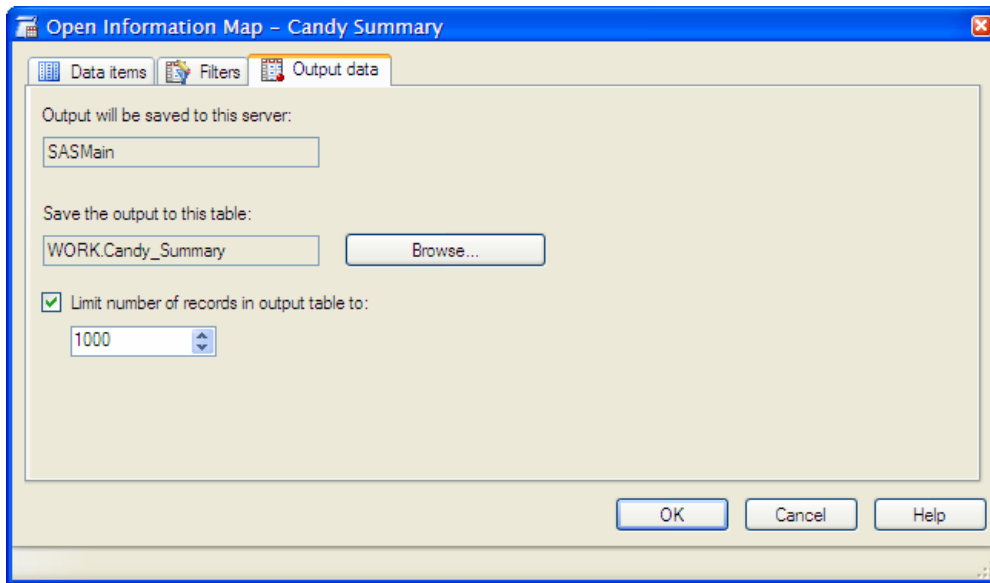 Open Information Map – Candy Summary
Data items Filters Output data
Output will be saved to this server:
SASMain
Save the output to this table:
WORK.Candy_Summary Browse...
Limit number of records in output table to:
1000
OK Cancel Help